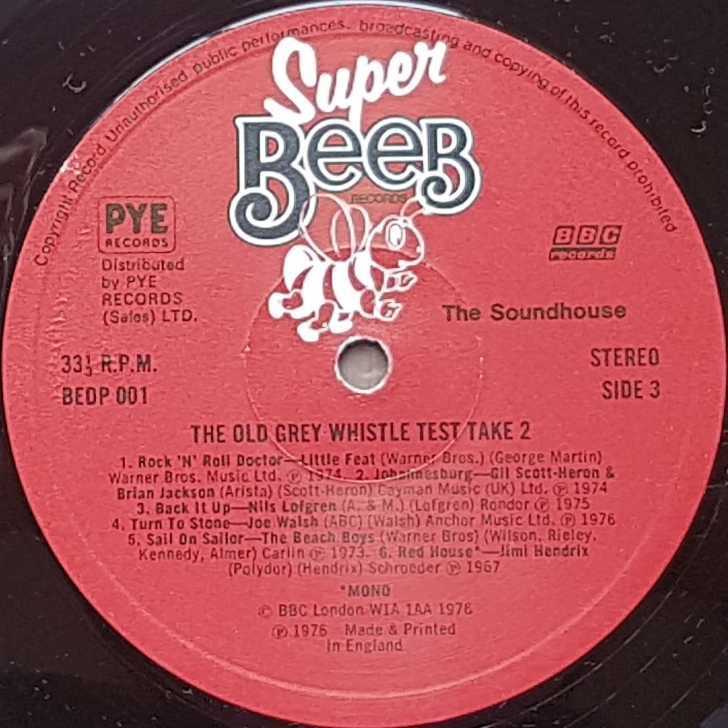 Copyright Record. Unauthorised public performances. broadcasting and copying of this record prohibited
Super
BeeB
RECORDS
PYE
RECORDS
Distributed
by PYE
RECORDS
(Sales) LTD.
BBC
records
The Soundhouse
33⅓ R.P.M.
BEDP 001
STEREO
SIDE 3
THE OLD GREY WHISTLE TEST TAKE 2
1. Rock 'N' Roll Doctor—Little Feat (Warner Bros.) (George Martin)
Warner Bros. Music Ltd. ℗ 1974 2. Johannesburg—Gil Scott-Heron &
Brian Jackson (Arista) (Scott-Heron) Cayman Music (UK) Ltd. ℗ 1974
3. Back It Up—Nils Lofgren (A. & M.) (Lofgren) Rondor ℗ 1975
4. Turn To Stone—Joe Walsh (ABC) (Walsh) Anchor Music Ltd. ℗ 1976
5. Sail On Sailor—The Beach Boys (Warner Bros) (Wilson, Rieley,
Kennedy, Almer) Carlin ℗ 1973. 6. Red House*—Jimi Hendrix
(Polydor) (Hendrix) Schroeder ℗ 1967
*MONO
© BBC London W1A 1AA 1976
℗ 1976 Made & Printed
In England